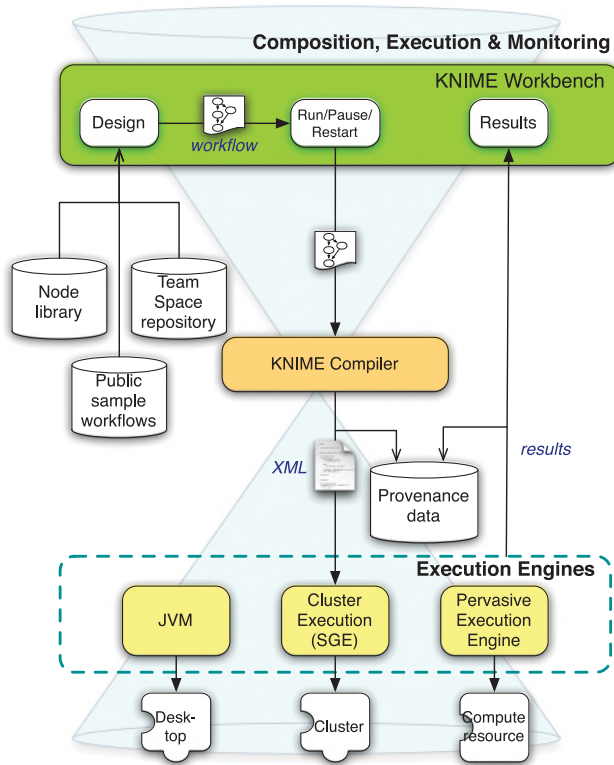 Composition, Execution & Monitoring
KNIME Workbench
Design
workflow
Run/Pause/
Restart
Results
Node
library
Team
Space
repository
Public
sample
workflows
KNIME Compiler
XML
Provenance
data
results
Execution Engines
JVM
Cluster
Execution
(SGE)
Pervasive
Execution
Engine
Desk-
top
Cluster
Compute
resource